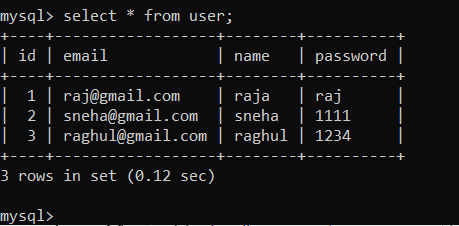 mysql> select * from user;
+----+------------------+--------+----------+
| id | email            | name   | password |
+----+------------------+--------+----------+
|  1 | raj@gmail.com    | raja   | raj      |
|  2 | sneha@gmail.com  | sneha  | 1111     |
|  3 | raghul@gmail.com | raghul | 1234     |
+----+------------------+--------+----------+
3 rows in set (0.12 sec)
mysql>